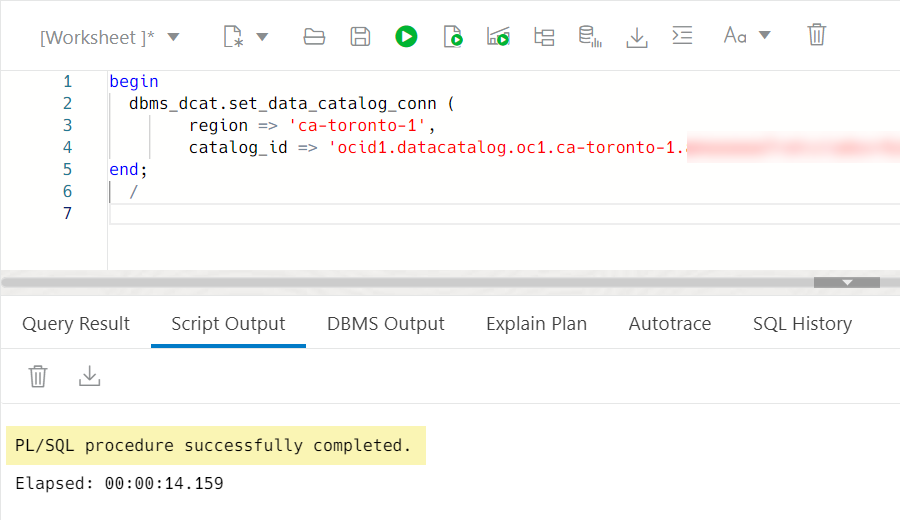 [Worksheet ]*
Aa
1 begin
2 dbms_dcat.set_data_catalog_conn (
3 region => 'ca-toronto-1',
4 catalog_id => 'ocid1.datacatalog.oc1.ca-toronto-1.
5 end;
6 /
7
Query Result Script Output DBMS Output Explain Plan Autotrace SQL History
PL/SQL procedure successfully completed.
Elapsed: 00:00:14.159